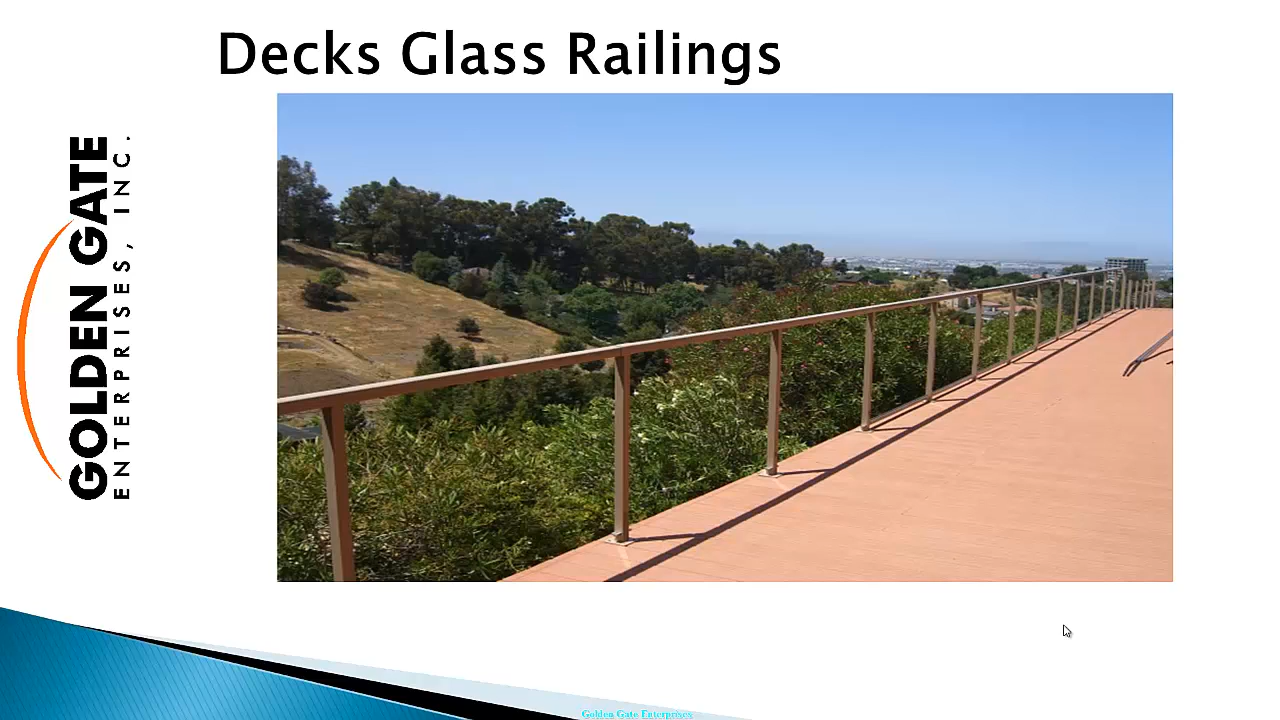 Decks Glass Railings
GOLDEN GATE
ENTERPRISES, INC.
Golden Gate Enterprises